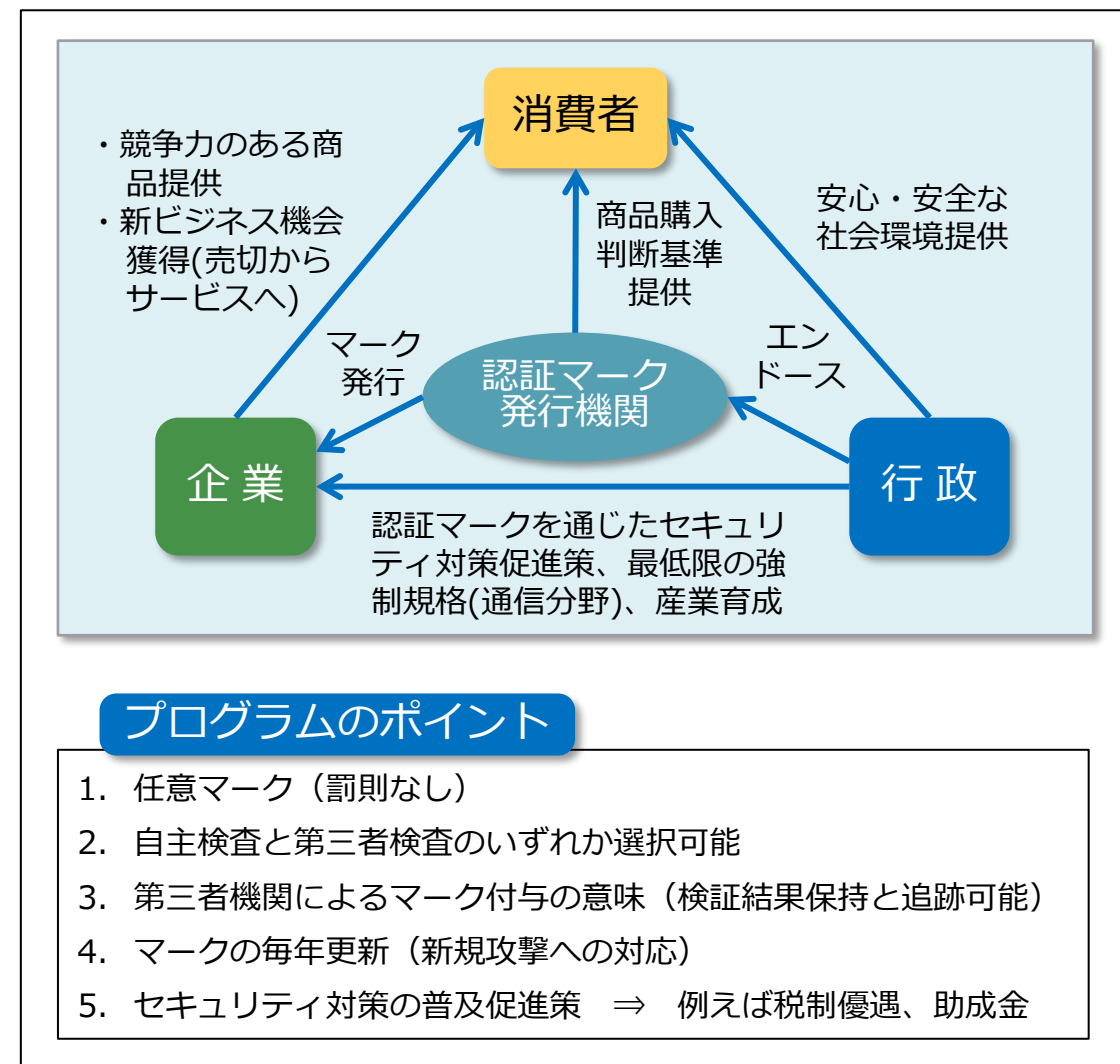 消費者
・競争力のある商
品提供
・新ビジネス機会
獲得(売切から
サービスへ)
商品購入
判断基準
提供
安心・安全な
社会環境提供
マーク
発行
認証マーク
発行機関
エン
ドース
企 業
行 政
認証マークを通じたセキュリ
ティ対策促進策、最低限の強
制規格(通信分野)、産業育成
プログラムのポイント
1. 任意マーク（罰則なし）
2. 自主検査と第三者検査のいずれか選択可能
3. 第三者機関によるマーク付与の意味（検証結果保持と追跡可能）
4. マークの毎年更新（新規攻撃への対応）
5. セキュリティ対策の普及促進策　⇒　例えば税制優遇、助成金